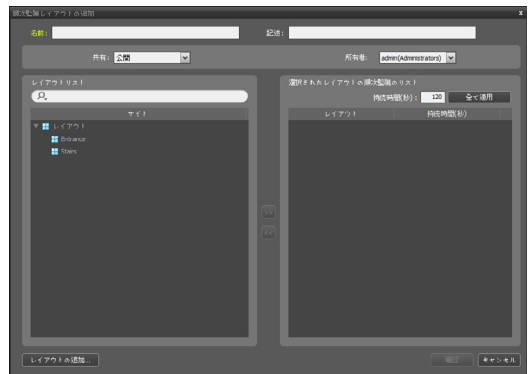 順次監視レイアウトの追加
x
名前:
記述:
共有: 公開
所有者: admin(Administrators)
レイアウトリスト
選択されたレイアウトの順次監視のリスト
持続時間(秒): 120 全て適用
サイト
レイアウト 持続時間(秒)
レイアウト
Entrance
Stairs
>>
<<
レイアウトの追加...
確認 キャンセル